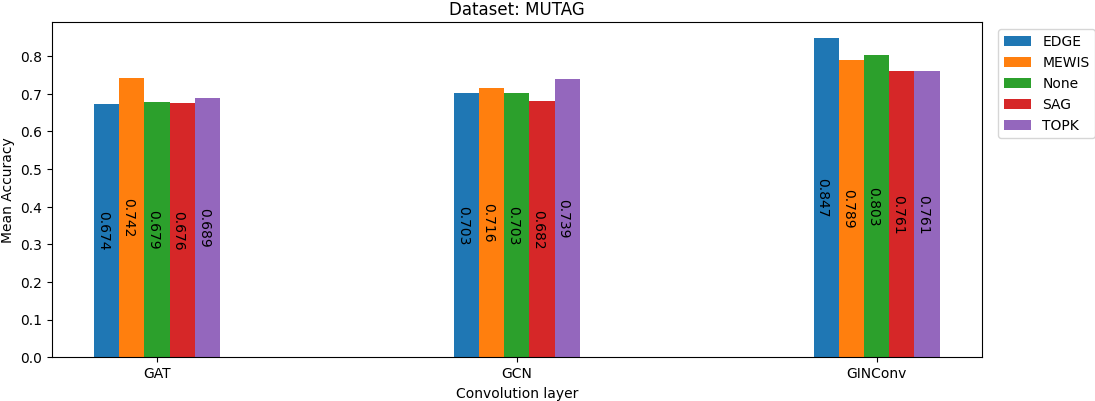 Dataset: MUTAG
Mean Accuracy
0.8
0.7
0.6
0.5
0.4
0.3
0.2
0.1
0.0
0.674
0.742
0.679
0.676
0.689
0.703
0.716
0.703
0.682
0.739
0.847
0.789
0.803
0.761
0.761
GAT
GCN
GINConv
Convolution layer
EDGE
MEWIS
None
SAG
TOPK